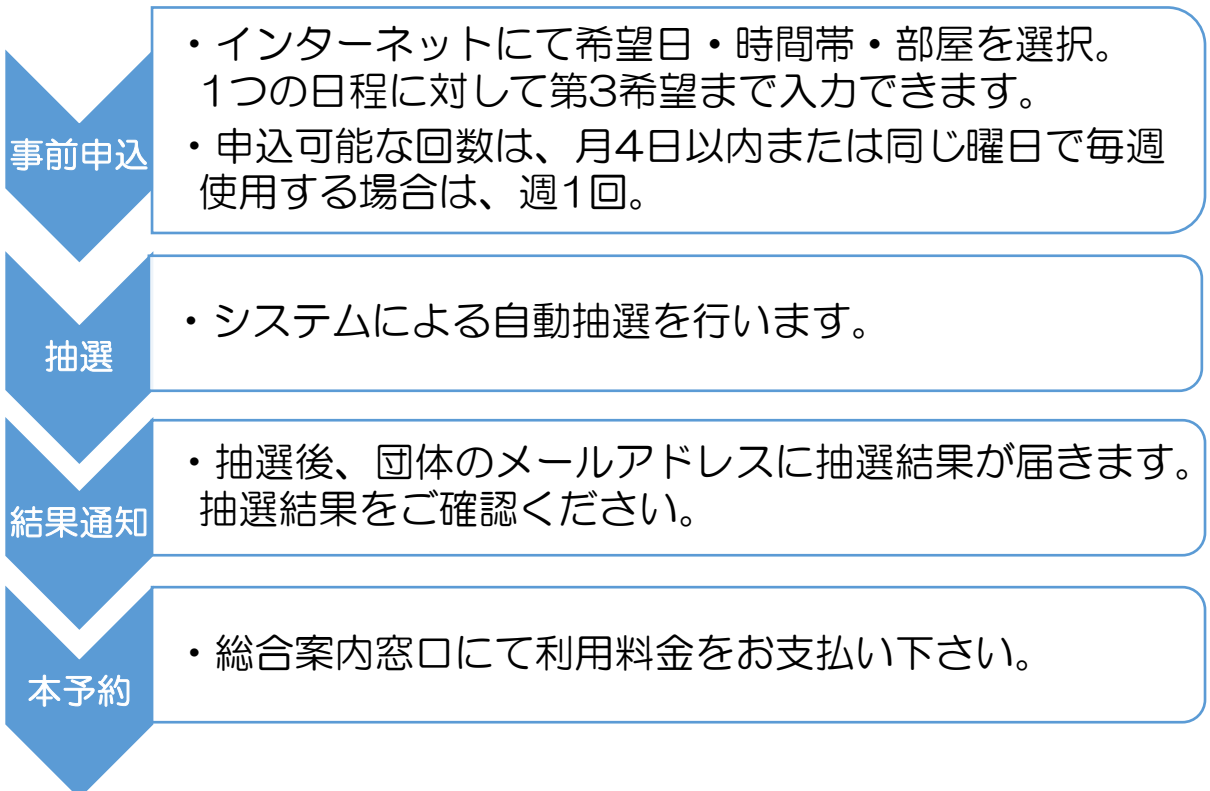 事前申込
・インターネットにて希望日・時間帯・部屋を選択。
1つの日程に対して第3希望まで入力できます。
・申込可能な回数は、月4日以内または同じ曜日で毎週
使用する場合は、週1回。
抽選
・システムによる自動抽選を行います。
結果通知
・抽選後、団体のメールアドレスに抽選結果が届きます。
抽選結果をご確認ください。
本予約
・総合案内窓口にて利用料金をお支払い下さい。